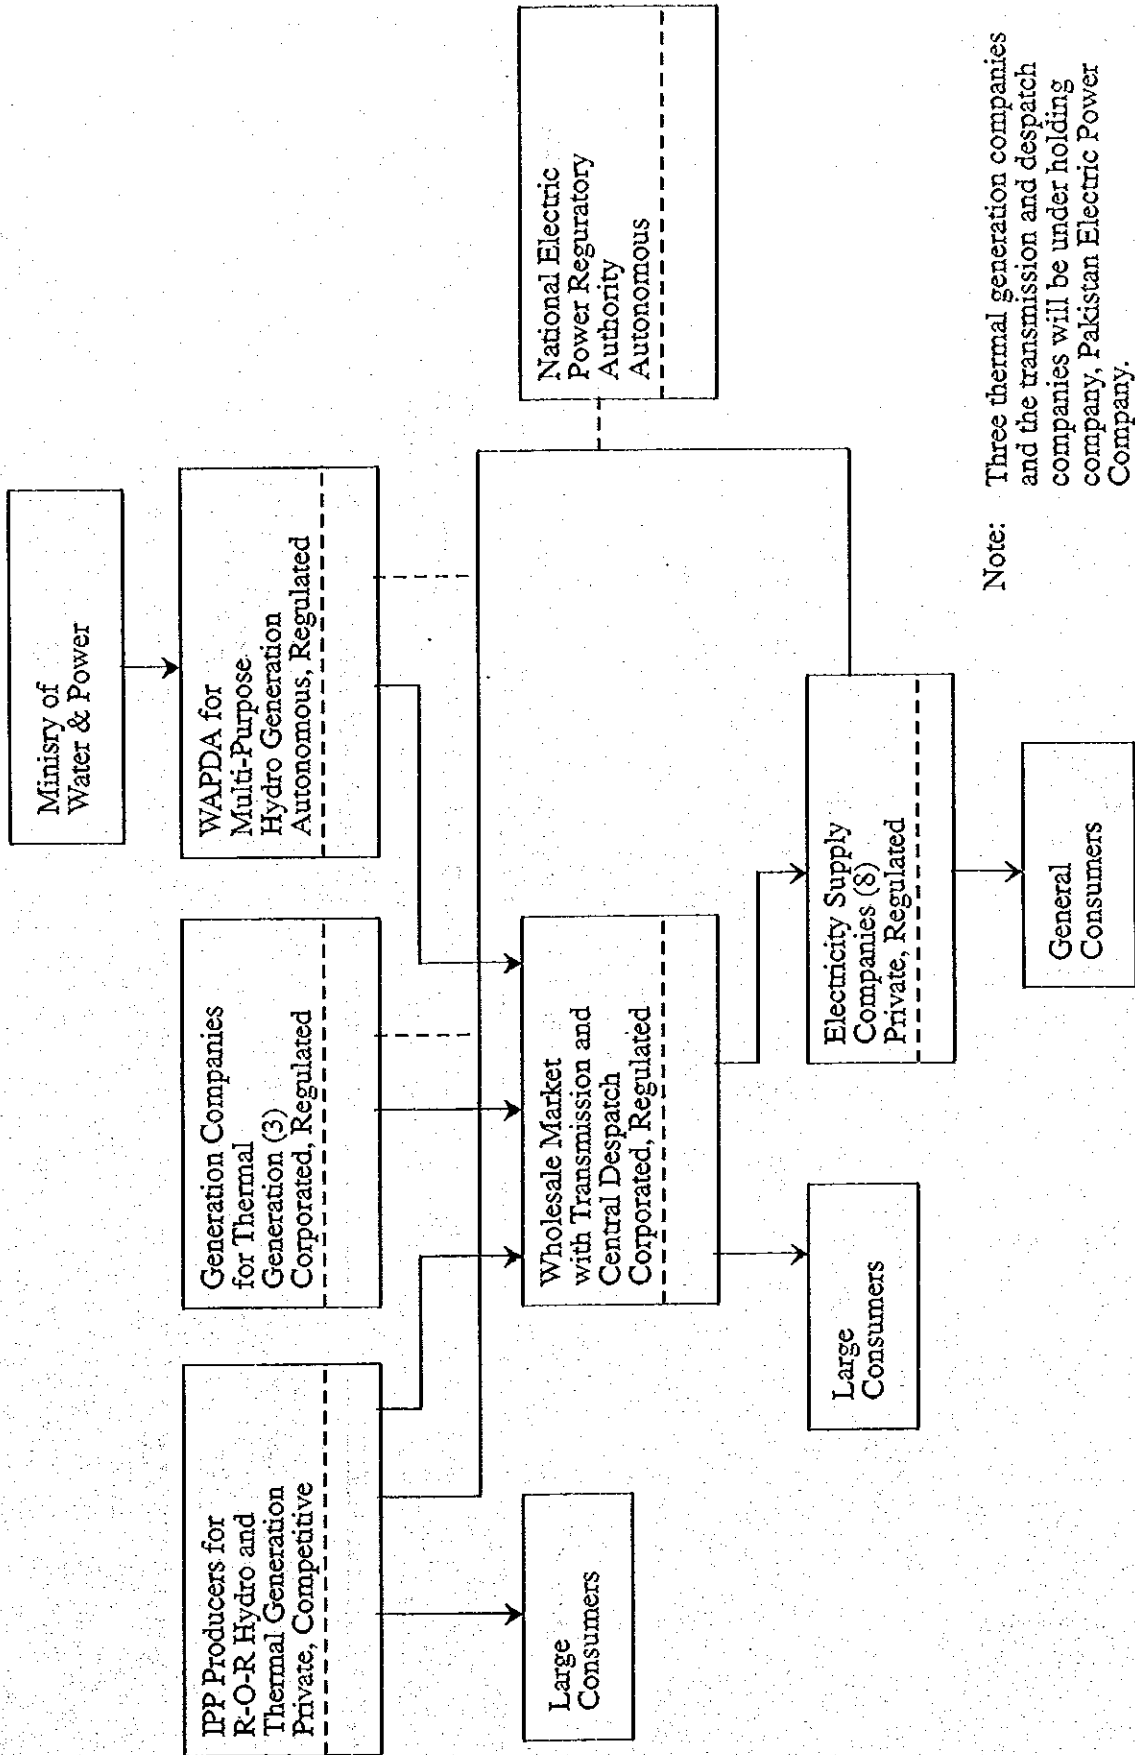 Minisry of
Water & Power
IPP Producers for
R-O-R Hydro and
Thermal Generation
Private, Competitive
Generation Companies
for Thermal
Generation (3)
Corporated, Regulated
WAPDA for
Multi-Purpose
Hydro Generation
Autonomous, Regulated
Large
Consumers
Wholesale Market
with Transmission and
Central Despatch
Corporated, Regulated
National Electric
Power Reguratory
Authority
Autonomous
Large
Consumers
Electricity Supply
Companies (8)
Private, Regulated
General
Consumers
Note: Three thermal generation companies
and the transmission and despatch
companies will be under holding
company, Pakistan Electric Power
Company.